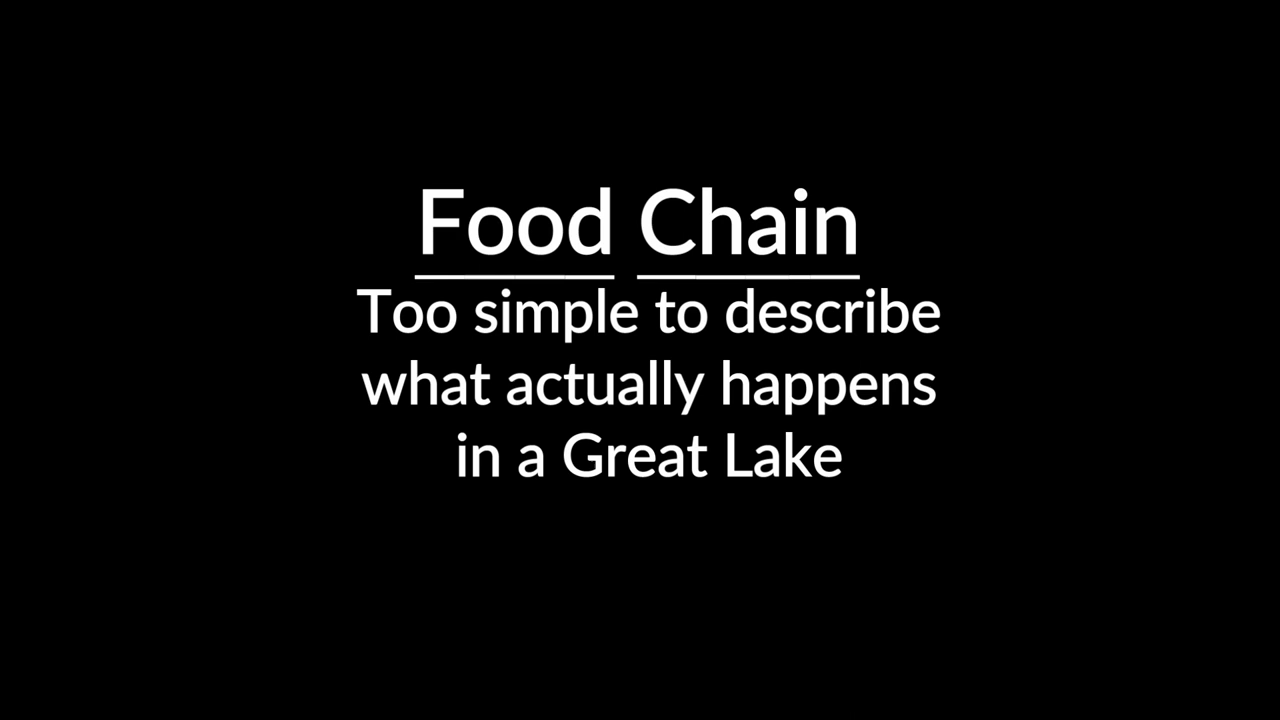 Food Chain
Too simple to describe
what actually happens
in a Great Lake